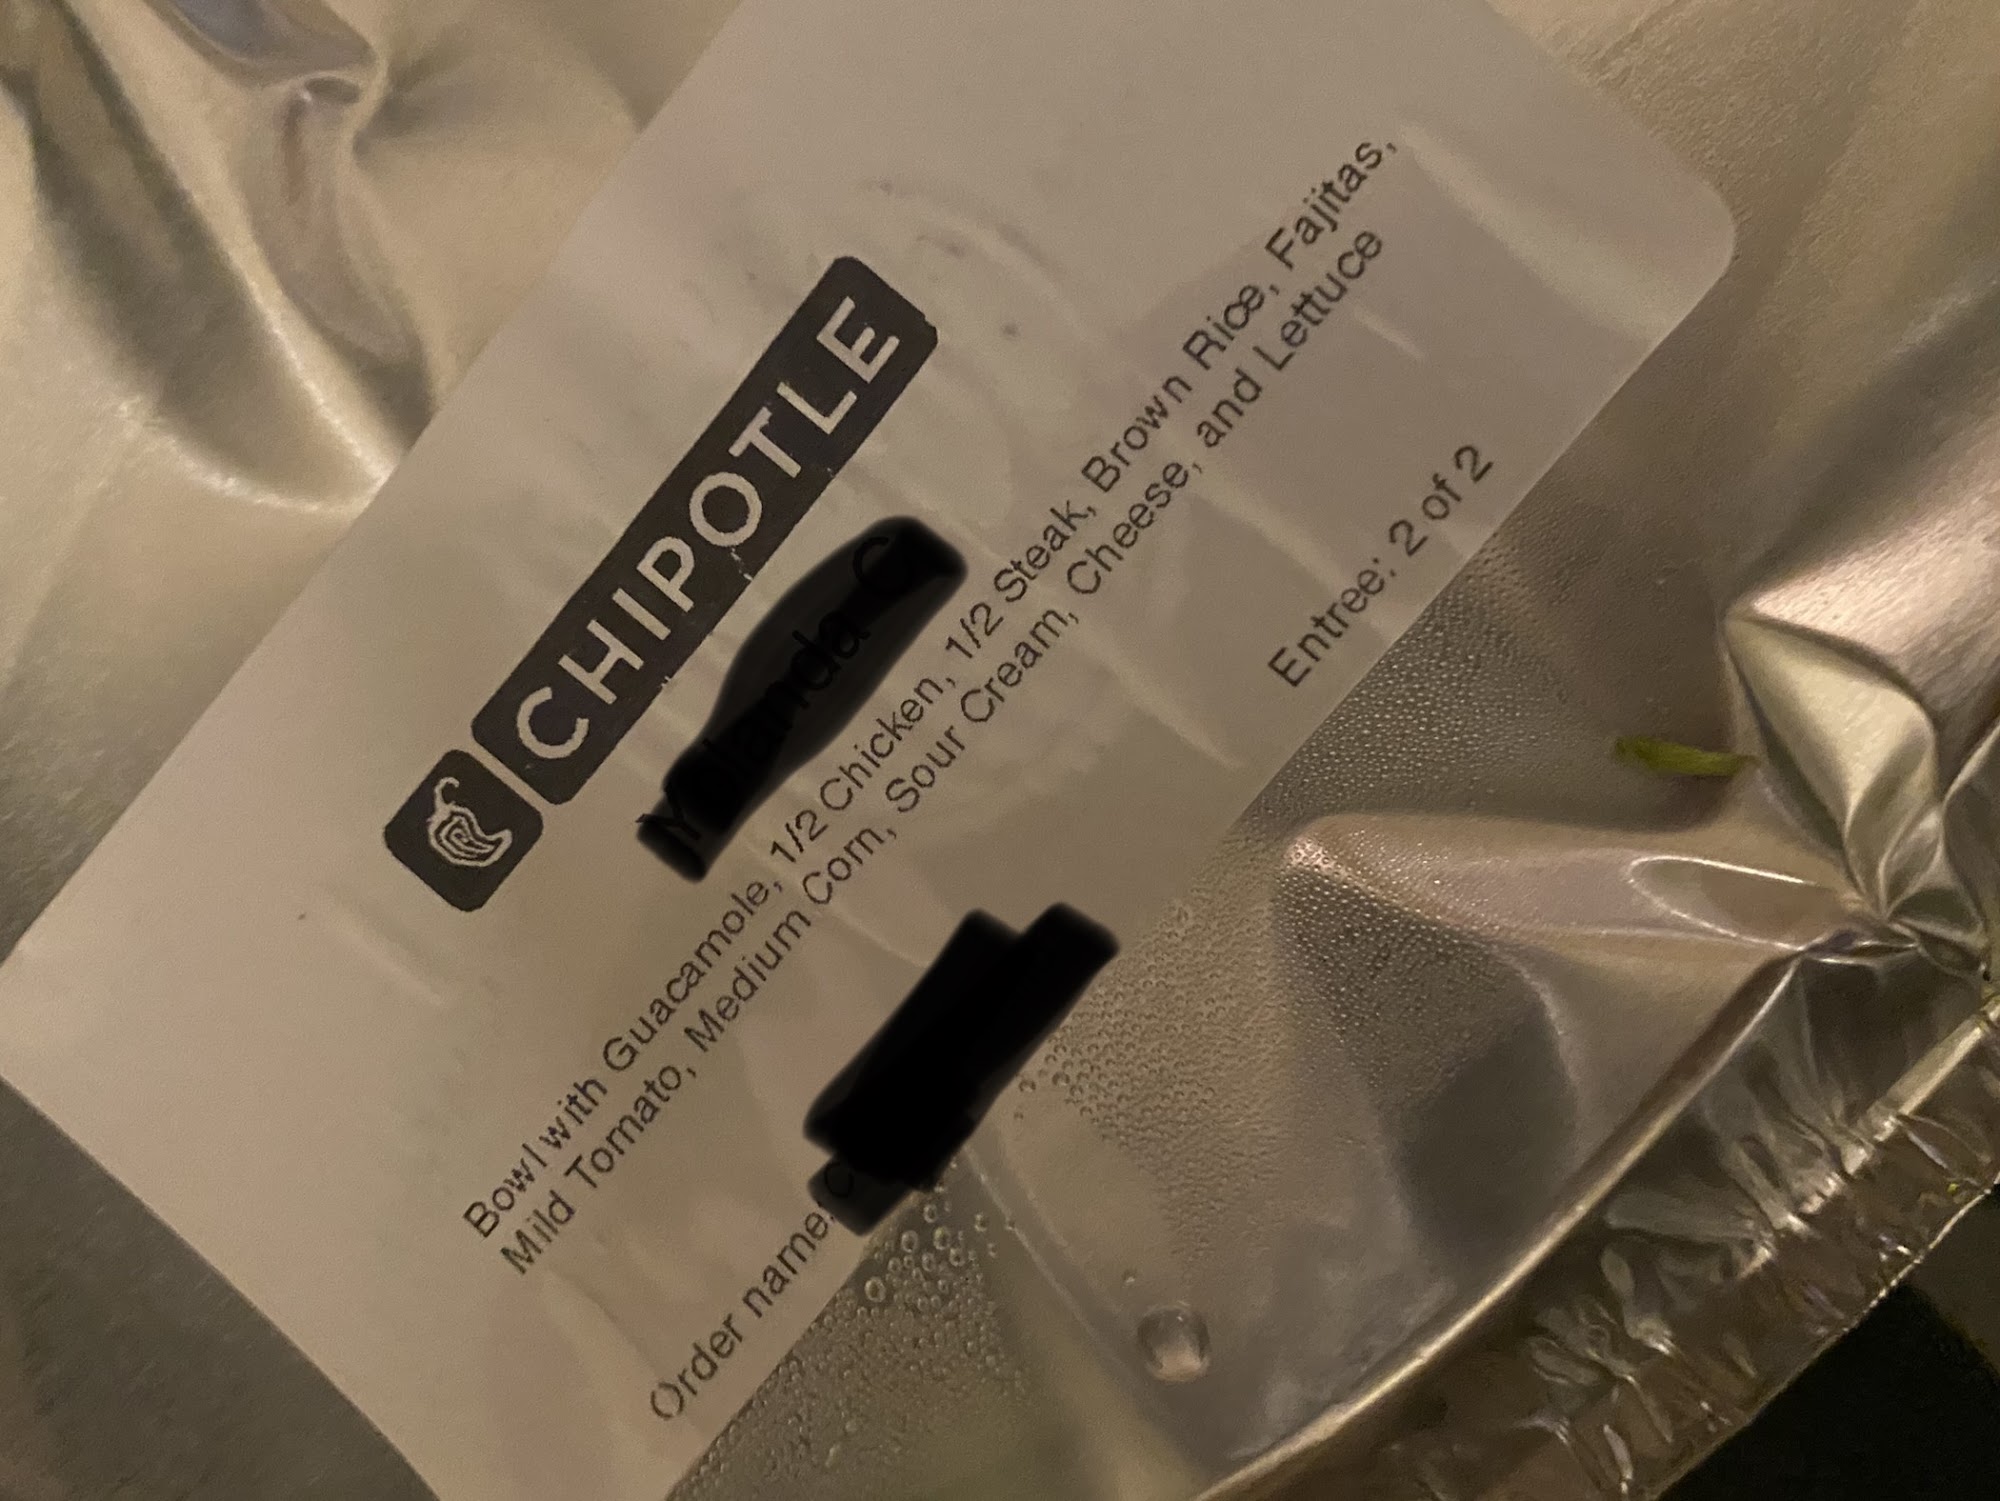 CHIPOTLE
Bowl with Guacamole, 1/2 Chicken, 1/2 Steak, Brown Rice, Fajitas,
Mild Tomato, Medium Corn, Sour Cream, Cheese, and Lettuce
Order name:
Entree: 2 of 2